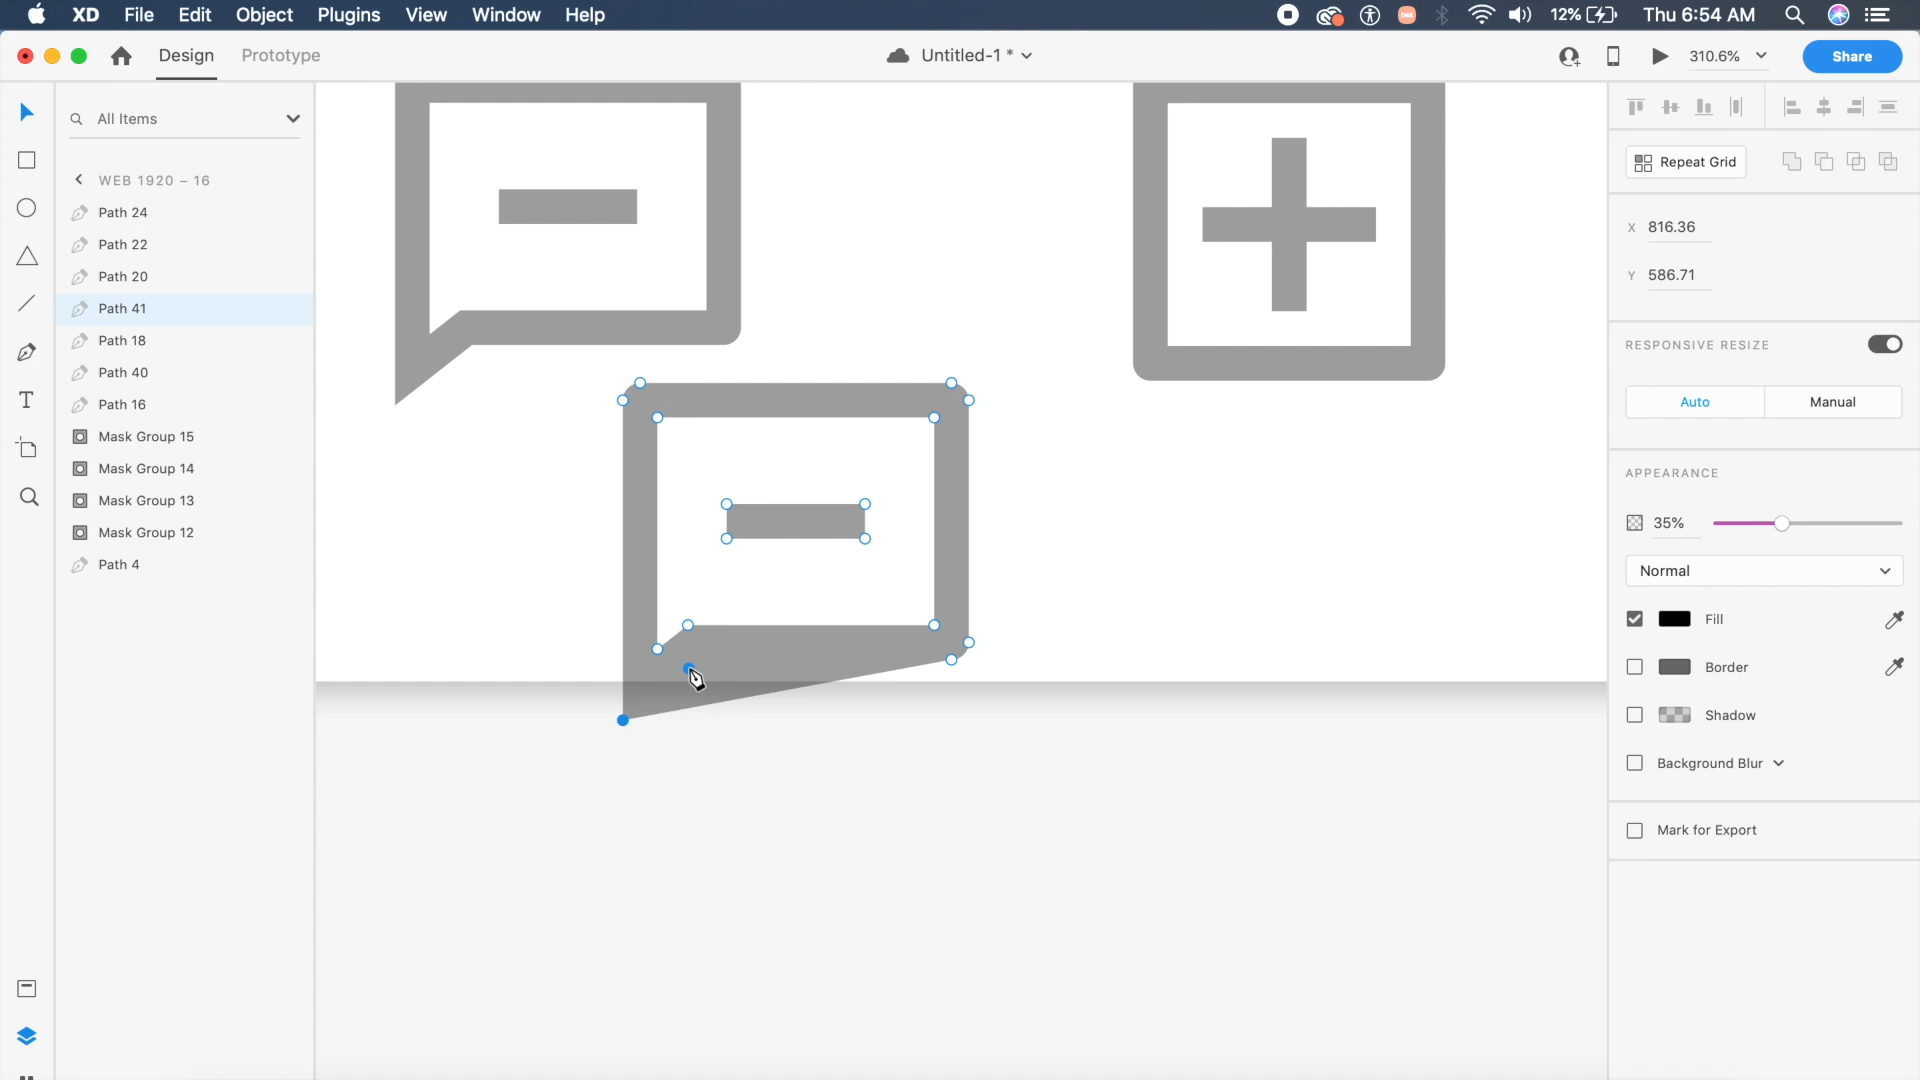 XD File Edit Object Plugins View Window Help 12% Thu 6:54 AM
Design Prototype Untitled-1 * 310.6% Share
All Items
WEB 1920 – 16
Path 24
Path 22
Path 20
Path 41
Path 18
Path 40
Path 16
Mask Group 15
Mask Group 14
Mask Group 13
Mask Group 12
Path 4
T
Repeat Grid
X 816.36
Y 586.71
RESPONSIVE RESIZE
Auto Manual
APPEARANCE
35%
Normal
Fill
Border
Shadow
Background Blur
Mark for Export